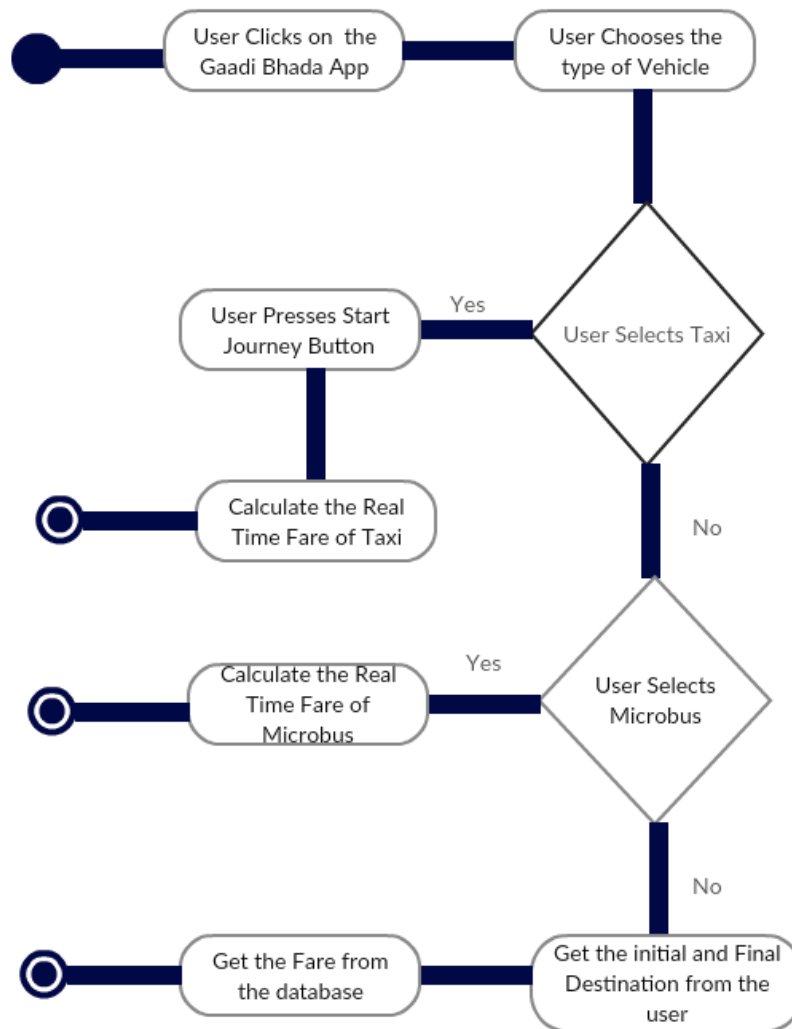 User Clicks on the
Gaadi Bhada App
User Chooses the
type of Vehicle
User Selects Taxi
Yes
User Presses Start
Journey Button
Calculate the Real
Time Fare of Taxi
No
User Selects
Microbus
Yes
Calculate the Real
Time Fare of
Microbus
No
Get the initial and Final
Destination from the
user
Get the Fare from
the database